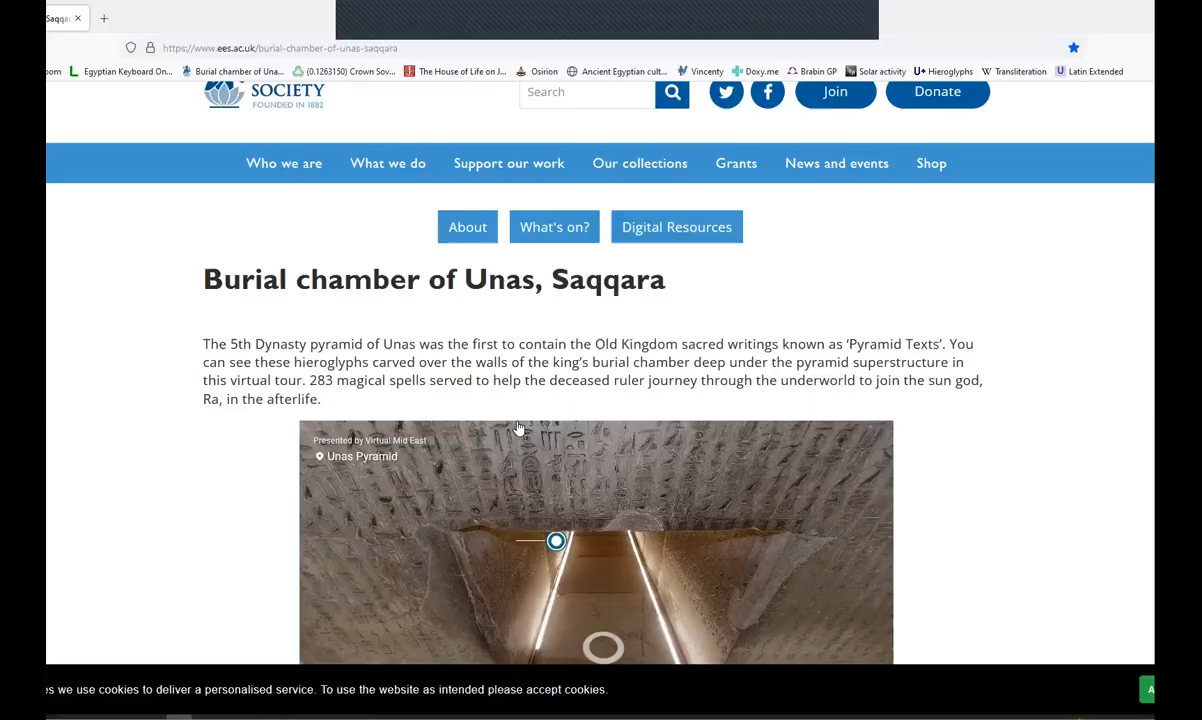 Saqqa
https://www.ees.ac.uk/burial-chamber-of-unas-saqqara
oom Egyptian Keyboard On... Burial chamber of Una... (0.1263150) Crown Sov... The House of Life on J... Osirion Ancient Egyptian cult... Vincenty Doxy.me Brabin GP Solar activity Hieroglyphs Transliteration Latin Extended
SOCIETY
FOUNDED IN 1882
Search
Join Donate
Who we are What we do Support our work Our collections Grants News and events Shop
About What's on? Digital Resources
Burial chamber of Unas, Saqqara
The 5th Dynasty pyramid of Unas was the first to contain the Old Kingdom sacred writings known as ‘Pyramid Texts’. You
can see these hieroglyphs carved over the walls of the king’s burial chamber deep under the pyramid superstructure in
this virtual tour. 283 magical spells served to help the deceased ruler journey through the underworld to join the sun god,
Ra, in the afterlife.
Presented by Virtual Mid East
Unas Pyramid
es we use cookies to deliver a personalised service. To use the website as intended please accept cookies.
A